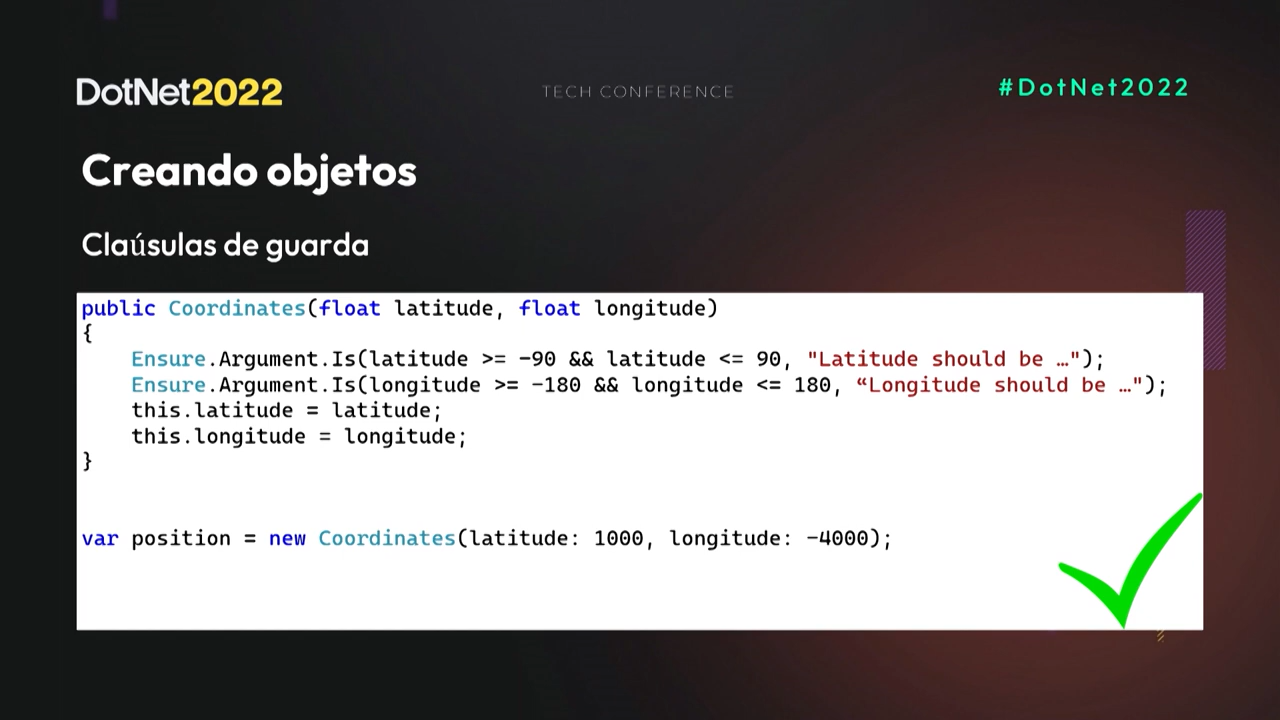 DotNet2022
TECH CONFERENCE
#DotNet2022
Creando objetos
Claúsulas de guarda
public Coordinates(float latitude, float longitude)
{
    Ensure.Argument.Is(latitude >= -90 && latitude <= 90, "Latitude should be …");
    Ensure.Argument.Is(longitude >= -180 && longitude <= 180, “Longitude should be …");
    this.latitude = latitude;
    this.longitude = longitude;
}
var position = new Coordinates(latitude: 1000, longitude: -4000);